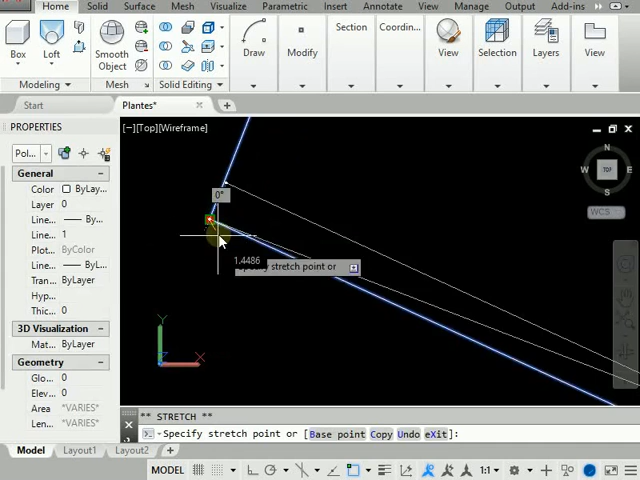 Home Solid Surface Mesh Visualize Parametric Insert Annotate View Manage Output Add-ins
Box Loft Smooth Object Draw Modify Section Coordin... View Selection Layers View
Modeling Mesh Solid Editing
Start Plantes*
PROPERTIES
[−][Top][Wireframe]
Pol...
General
Color ByLay...
Layer 0
Line... ByBy...
Line... 1
Plot... ByColor
Line... ByL...
Tran... ByLayer
Hyp...
Thic... 0
3D Visualization
Mat... ByLayer
Geometry
Glo... 0
Elev... 0
Area *VARIES*
Len... *VARIES*
N
W TOP E
S
WCS
0°
1.4486
stretch point or
Y
X
** STRETCH **
Specify stretch point or [Base point Copy Undo eXit]:
Model Layout1 Layout2 +
MODEL 1:1